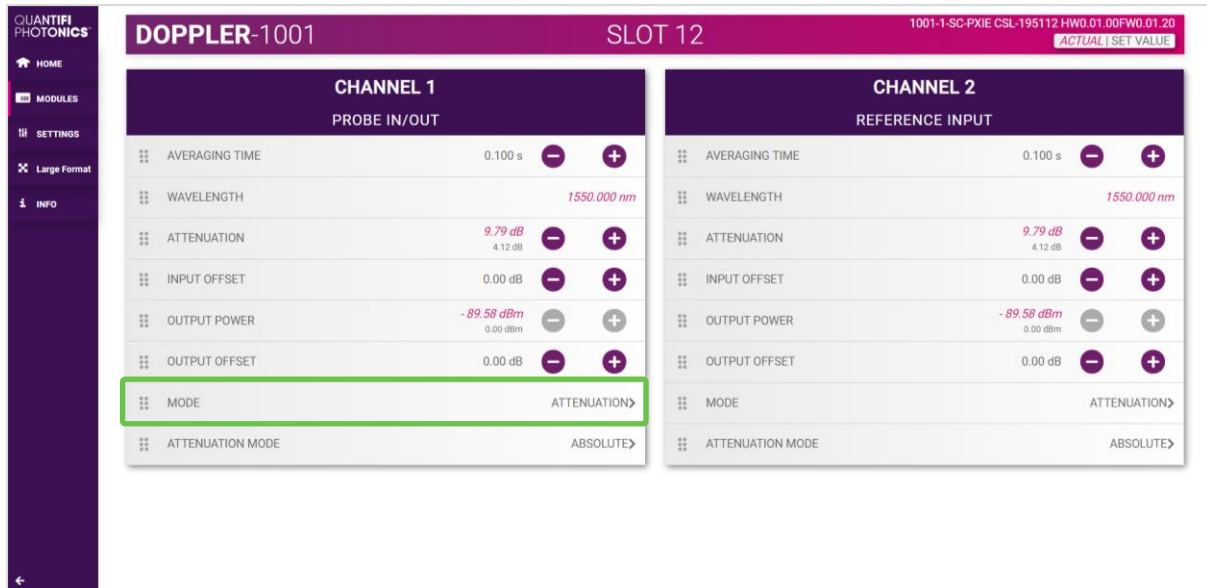 QUANTIFI
PHOTONICS™
HOME
MODULES
SETTINGS
Large Format
INFO
DOPPLER-1001
SLOT 12
1001-1-SC-PXIE CSL-195112 HW0.01.00FW0.01.20
ACTUAL | SET VALUE
CHANNEL 1
PROBE IN/OUT
AVERAGING TIME 0.100 s
WAVELENGTH 1550.000 nm
ATTENUATION 9.79 dB
4.12 dB
INPUT OFFSET 0.00 dB
OUTPUT POWER - 89.58 dBm
0.00 dBm
OUTPUT OFFSET 0.00 dB
MODE ATTENUATION
ATTENUATION MODE ABSOLUTE
CHANNEL 2
REFERENCE INPUT
AVERAGING TIME 0.100 s
WAVELENGTH 1550.000 nm
ATTENUATION 9.79 dB
4.12 dB
INPUT OFFSET 0.00 dB
OUTPUT POWER - 89.58 dBm
0.00 dBm
OUTPUT OFFSET 0.00 dB
MODE ATTENUATION
ATTENUATION MODE ABSOLUTE